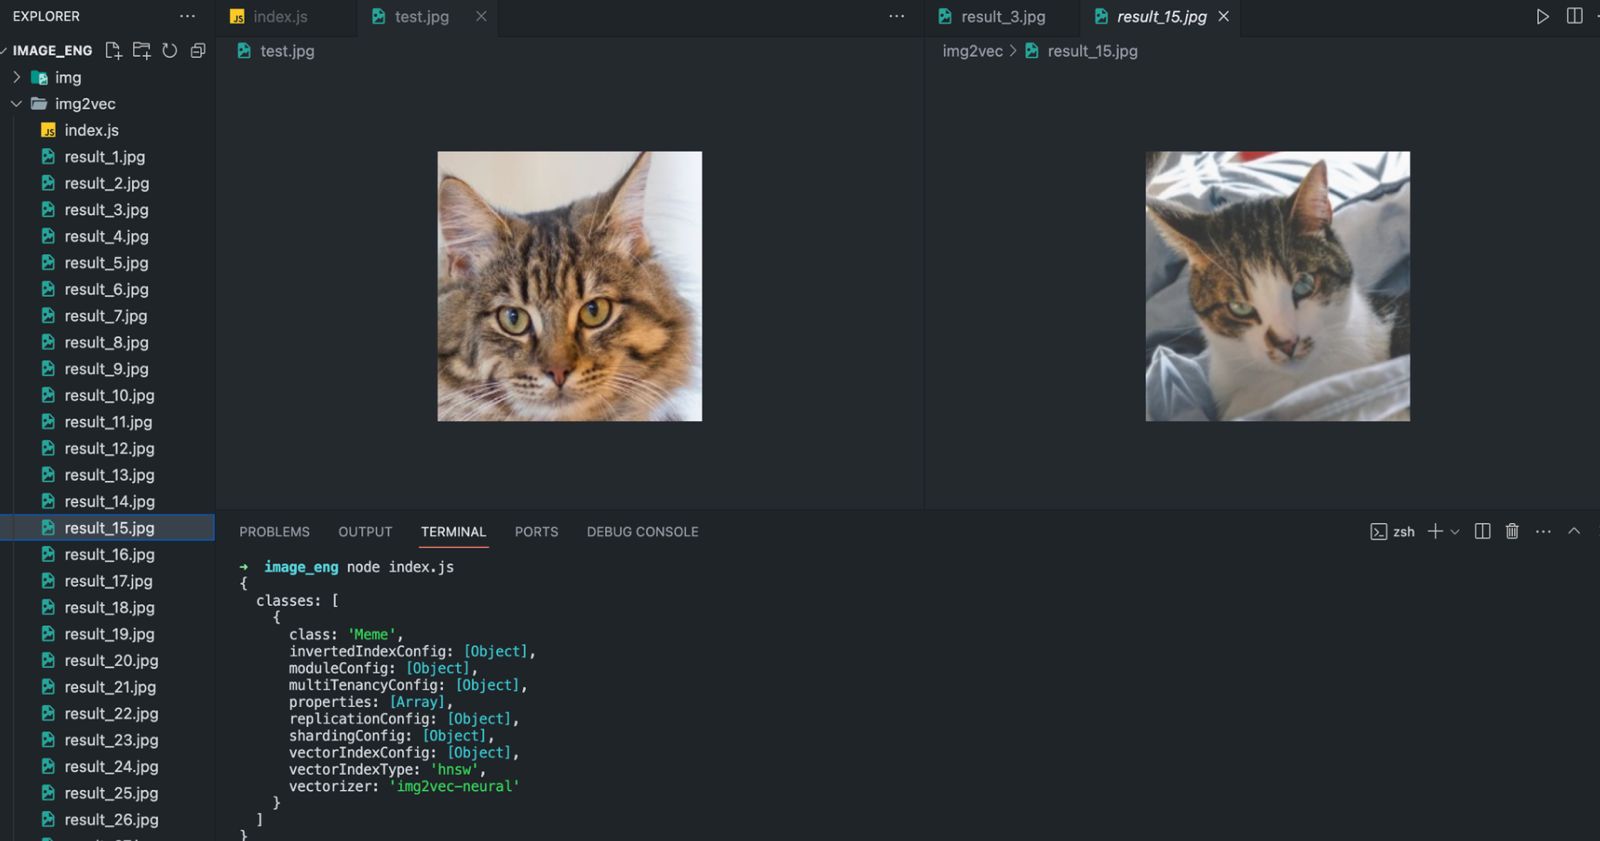 EXPLORER
IMAGE_ENG
img
img2vec
index.js
result_1.jpg
result_2.jpg
result_3.jpg
result_4.jpg
result_5.jpg
result_6.jpg
result_7.jpg
result_8.jpg
result_9.jpg
result_10.jpg
result_11.jpg
result_12.jpg
result_13.jpg
result_14.jpg
result_15.jpg
result_16.jpg
result_17.jpg
result_18.jpg
result_19.jpg
result_20.jpg
result_21.jpg
result_22.jpg
result_23.jpg
result_24.jpg
result_25.jpg
result_26.jpg
JS index.js
test.jpg
test.jpg
result_3.jpg
result_15.jpg
img2vec > result_15.jpg
PROBLEMS OUTPUT TERMINAL PORTS DEBUG CONSOLE
zsh
→ image_eng node index.js
{
classes: [
{
class: 'Meme',
invertedIndexConfig: [Object],
moduleConfig: [Object],
multiTenancyConfig: [Object],
properties: [Array],
replicationConfig: [Object],
shardingConfig: [Object],
vectorIndexConfig: [Object],
vectorIndexType: 'hnsw',
vectorizer: 'img2vec-neural'
}
]
}